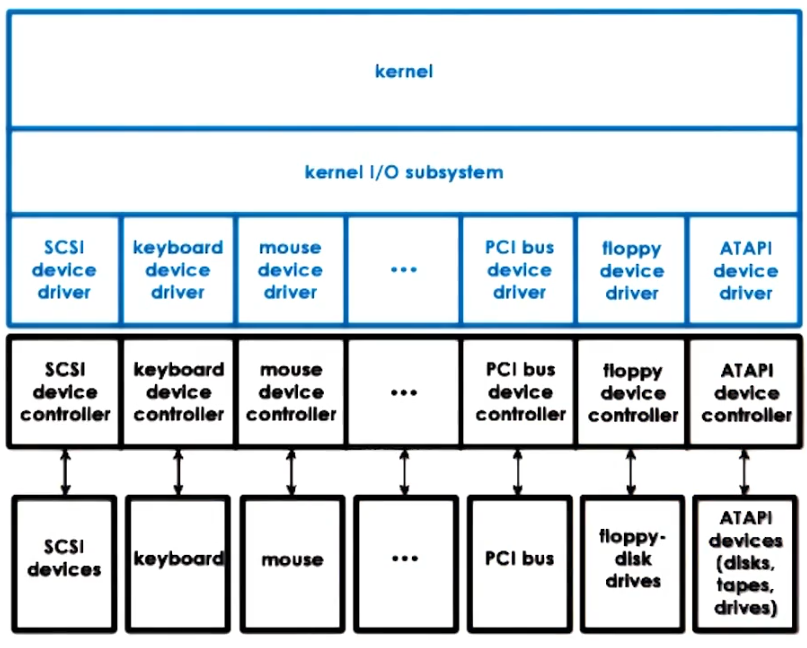 kernel
kernel I/O subsystem
SCSI
device
driver
keyboard
device
driver
mouse
device
driver
...
PCI bus
device
driver
floppy
device
driver
ATAPI
device
driver
SCSI
device
controller
keyboard
device
controller
mouse
device
controller
...
PCI bus
device
controller
floppy
device
controller
ATAPI
device
controller
SCSI
devices
keyboard
mouse
...
PCI bus
floppy-
disk
drives
ATAPI
devices
(disks,
tapes,
drives)